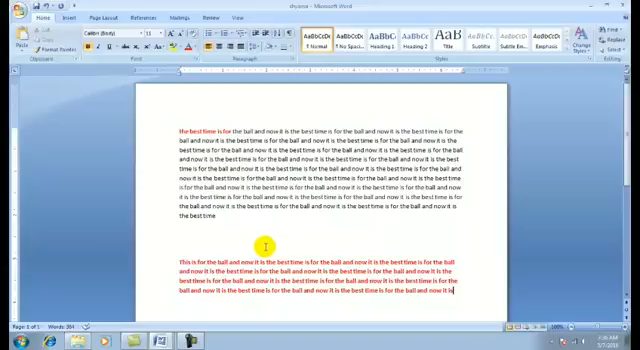 shyama - Microsoft Word
Home Insert Page Layout References Mailings Review View
Paste Format Painter
Clipboard Font Paragraph Styles Editing
Calibri (Body) 11
AaBbCcDc AaBbCcDc AaBbCc AaBbCc AaB AaBbCc. AaBbCcDc AaBbCcDc
¶ Normal ¶ No Spaci... Heading 1 Heading 2 Title Subtitle Subtle Em... Emphasis
Change Styles
Find
Replace
Select
the best time is for the ball and now it is the best time is for the ball and now it is the best time is for the
ball and now it is the best time is for the ball and now it is the best time is for the ball and now it is the
best time is for the ball and now it is the best time is for the ball and now it is the best time is for the ball
and now it is the best time is for the ball and now it is the best time is for the ball and now it is the best
time is for the ball and now it is the best time is for the ball and now it is the best time is for the ball and
now it is the best time is for the ball and now it is the best time is for the ball and now it is the best time
is for the ball and now it is the best time is for the ball and now it is the best time is for the ball and now
it is the best time is for the ball and now it is the best time is for the ball and now it is the best time is for
the ball and now it is the best time is for the ball and now it is the best time is for the ball and now it is
the best time
This is for the ball and now it is the best time is for the ball and now it is the best time is for the ball
and now it is the best time is for the ball and now it is the best time is for the ball and now it is the
best time is for the ball and now it is the best time is for the ball and now it is the best time is for the
ball and now it is the best time is for the ball and now it is the best time is for the ball and now it is
Page: 1 of 1 Words: 304
100%